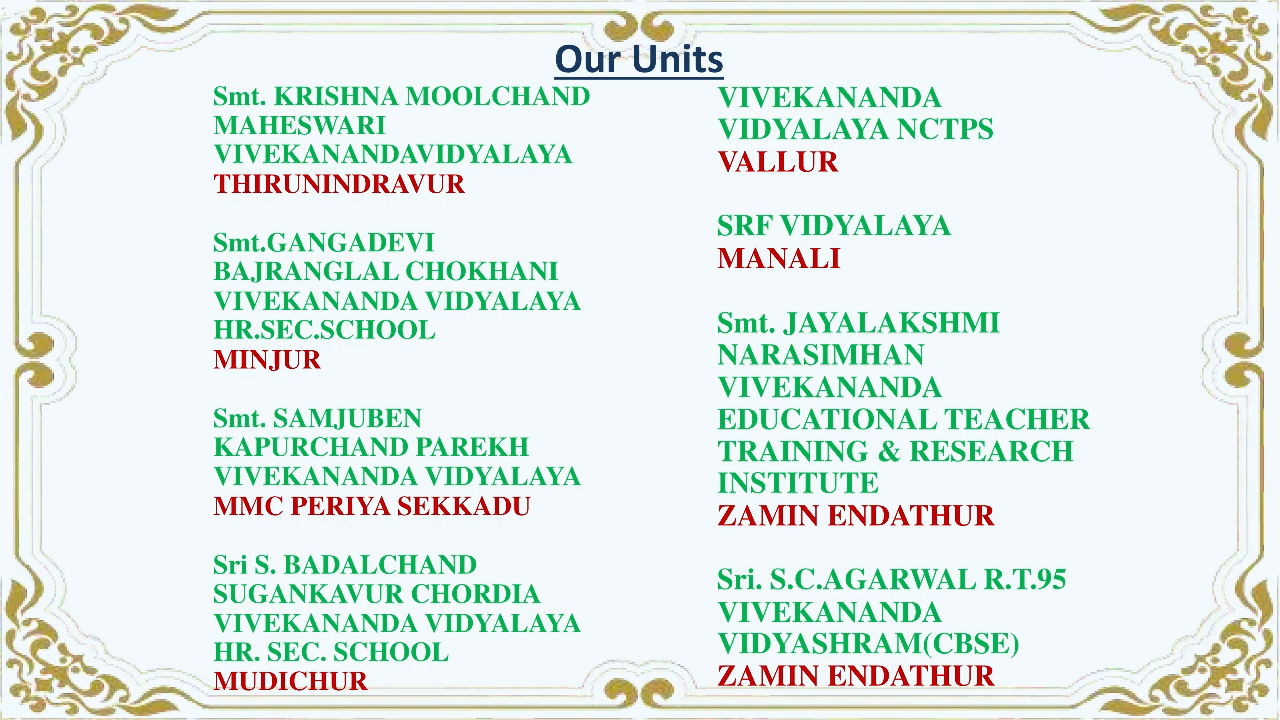 Our Units
Smt. KRISHNA MOOLCHAND
MAHESWARI
VIVEKANANDAVIDYALAYA
THIRUNINDRAVUR
Smt.GANGADEVI
BAJRANGLAL CHOKHANI
VIVEKANANDA VIDYALAYA
HR.SEC.SCHOOL
MINJUR
Smt. SAMJUBEN
KAPURCHAND PAREKH
VIVEKANANDA VIDYALAYA
MMC PERIYA SEKKADU
Sri S. BADALCHAND
SUGANKAVUR CHORDIA
VIVEKANANDA VIDYALAYA
HR. SEC. SCHOOL
MUDICHUR
VIVEKANANDA
VIDYALAYA NCTPS
VALLUR
SRF VIDYALAYA
MANALI
Smt. JAYALAKSHMI
NARASIMHAN
VIVEKANANDA
EDUCATIONAL TEACHER
TRAINING & RESEARCH
INSTITUTE
ZAMIN ENDATHUR
Sri. S.C.AGARWAL R.T.95
VIVEKANANDA
VIDYASHRAM(CBSE)
ZAMIN ENDATHUR